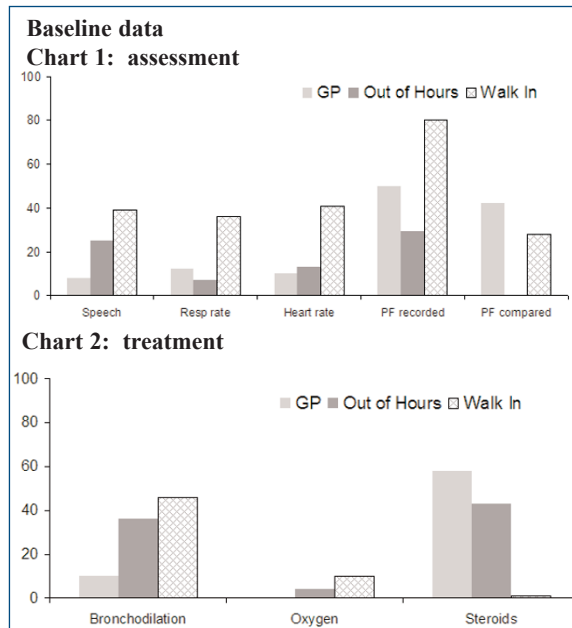 Baseline data
Chart 1: assessment
100
GP Out of Hours Walk In
80
60
40
20
0
Speech Resp rate Heart rate PF recorded PF compared
Chart 2: treatment
100
GP Out of Hours Walk In
80
60
40
20
0
Bronchodilation Oxygen Steroids